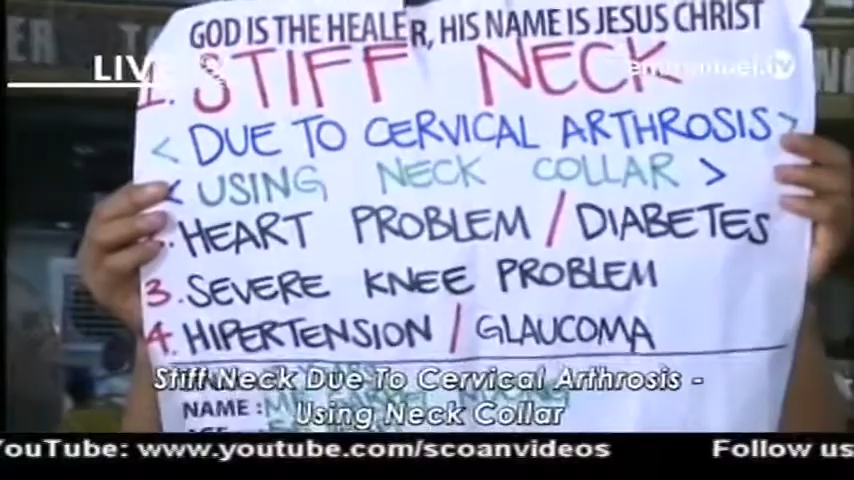 GOD IS THE HEALER, HIS NAME IS JESUS CHRIST
LIVE
emmanuel.tv
1. STIFF NECK
< DUE TO CERVICAL ARTHROSIS >
< USING NECK COLLAR >
. HEART PROBLEM / DIABETES
3. SEVERE KNEE PROBLEM
4. HIPERTENSION / GLAUCOMA
Stiff Neck Due To Cervical Arthrosis -
Using Neck Collar
NAME :
YouTube: www.youtube.com/scoanvideos Follow us